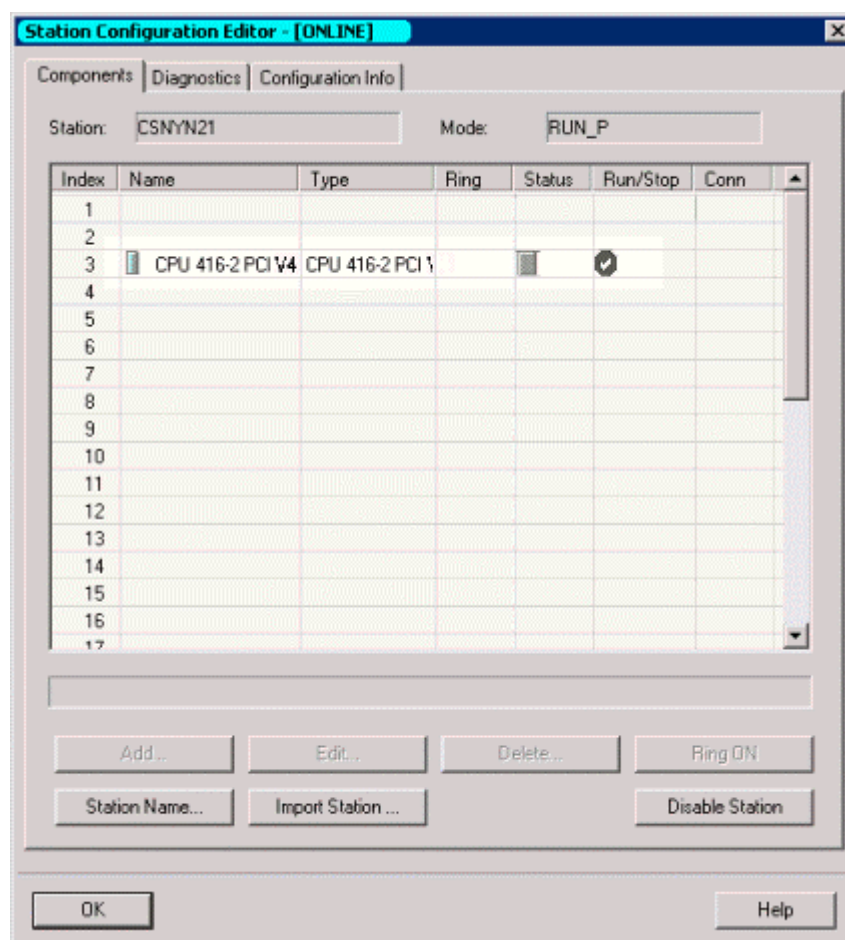 Station Configuration Editor - [ONLINE]
Components Diagnostics Configuration Info
Station: CSNYN21 Mode: RUN_P
Index Name Type Ring Status Run/Stop Conn
1
2
3 CPU 416-2 PCI V4 CPU 416-2 PCI
4
5
6
7
8
9
10
11
12
13
14
15
16
17
Add... Edit... Delete... Ring ON
Station Name... Import Station ... Disable Station
OK Help